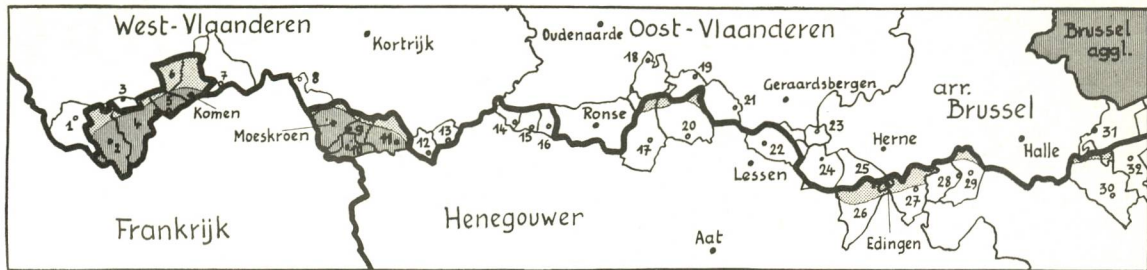 West-Vlaanderen
Kortrijk
Oudenaarde
Oost-Vlaanderen
Brussel
aggl.
arr.
Brussel
Geraardsbergen
Komen
Moeskroen
Ronse
Herne
Halle
Lessen
Edingen
Frankrijk
Henegouwer
Aat
1
2
3
4
5
6
7
8
9
10
11
12
13
14
15
16
17
18
19
20
21
22
23
24
25
26
27
28
29
30
31
32